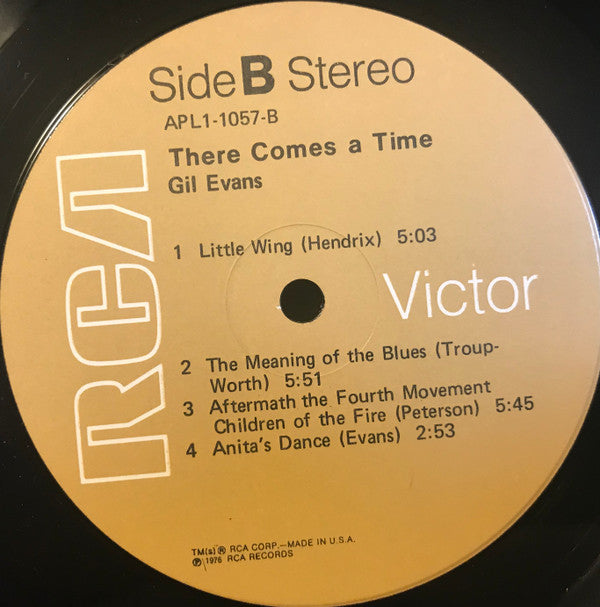 Side B Stereo
APL1-1057-B
There Comes a Time
Gil Evans
RCA
1 Little Wing (Hendrix) 5:03
Victor
2 The Meaning of the Blues (Troup-
Worth) 5:51
3 Aftermath the Fourth Movement
Children of the Fire (Peterson) 5:45
4 Anita's Dance (Evans) 2:53
TM(s) ® RCA CORP.—MADE IN U.S.A.
℗ 1976 RCA RECORDS